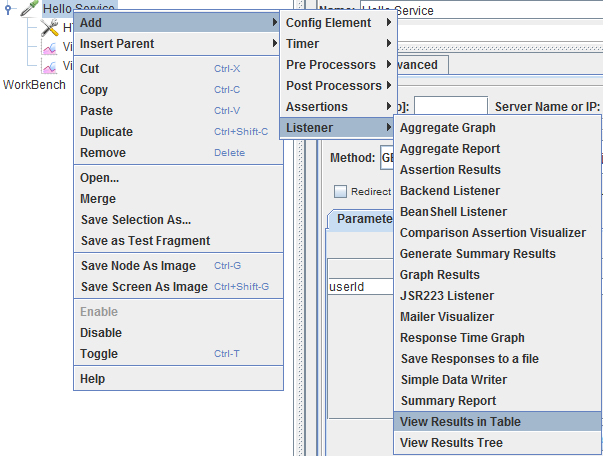 Hello Service
H
Vi
Vi
WorkBench
Add
Insert Parent
Cut Ctrl-X
Copy Ctrl-C
Paste Ctrl-V
Duplicate Ctrl+Shift-C
Remove Delete
Open...
Merge
Save Selection As...
Save as Test Fragment
Save Node As Image Ctrl-G
Save Screen As Image Ctrl+Shift-G
Enable
Disable
Toggle Ctrl-T
Help
Config Element
Timer
Pre Processors
Post Processors
Assertions
Listener
Name: Hello Service
vanced
]: Server Name or IP:
Method: GE
Redirect
Paramete
userId
Aggregate Graph
Aggregate Report
Assertion Results
Backend Listener
BeanShell Listener
Comparison Assertion Visualizer
Generate Summary Results
Graph Results
JSR223 Listener
Mailer Visualizer
Response Time Graph
Save Responses to a file
Simple Data Writer
Summary Report
View Results in Table
View Results Tree